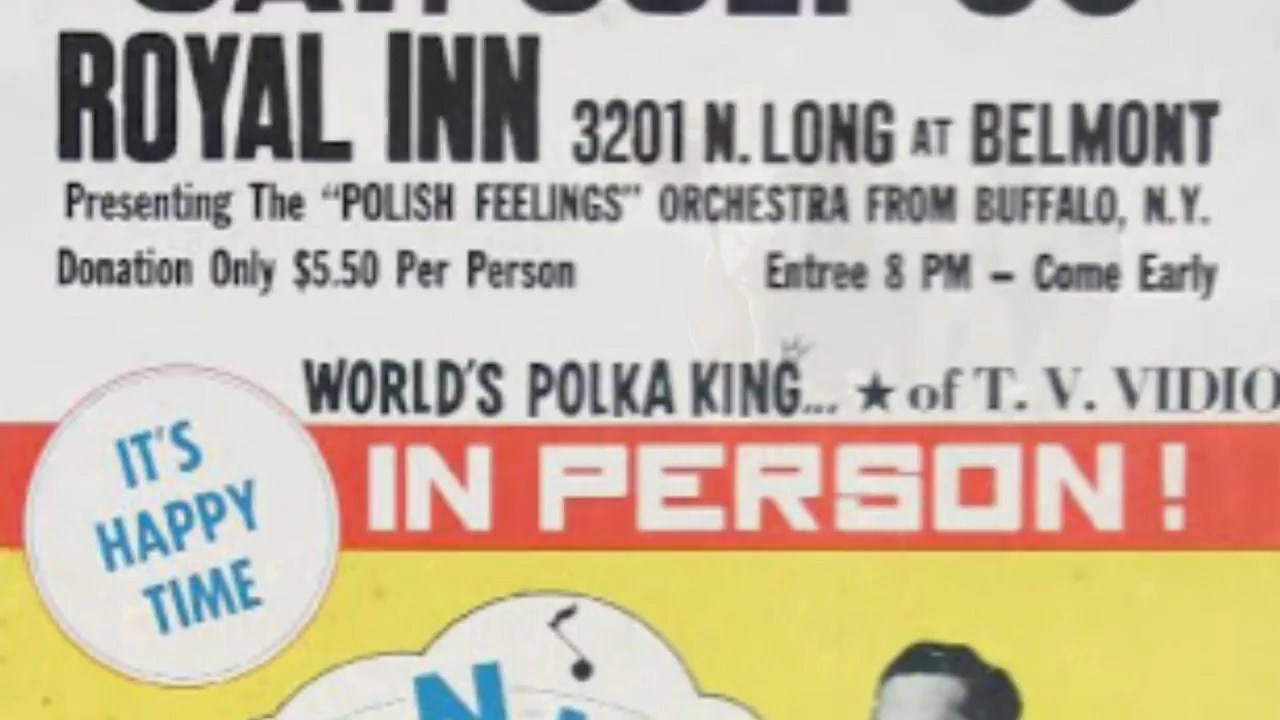 ROYAL INN 3201 N. LONG AT BELMONT
Presenting The "POLISH FEELINGS" ORCHESTRA FROM BUFFALO, N.Y.
Donation Only $5.50 Per Person Entree 8 PM – Come Early
WORLD'S POLKA KING... ★ of T. V. VIDIO
IN PERSON!
IT'S
HAPPY
TIME